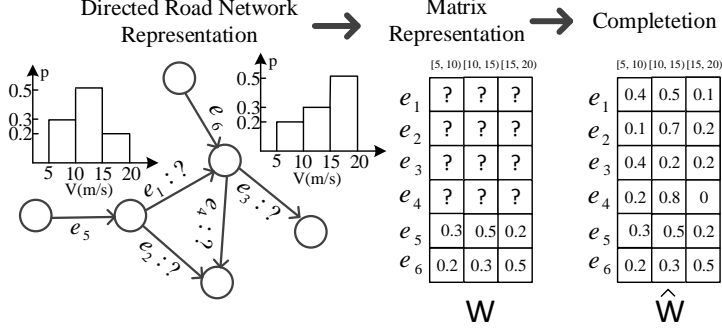 Directed Road Network
Representation
Matrix
Representation
Completetion
p
0.5
0.3
0.2
5 10 15 20
V(m/s)
p
0.5
0.3
0.2
5 10 15 20
V(m/s)
e6
e1:?
e3:?
e4:?
e5
e2:?
[5, 10) [10, 15) [15, 20)
e1 ? ? ?
e2 ? ? ?
e3 ? ? ?
e4 ? ? ?
e5 0.3 0.5 0.2
e6 0.2 0.3 0.5
W
[5, 10) [10, 15) [15, 20)
e1 0.4 0.5 0.1
e2 0.1 0.7 0.2
e3 0.4 0.2 0.2
e4 0.2 0.8 0
e5 0.3 0.5 0.2
e6 0.2 0.3 0.5
Ŵ